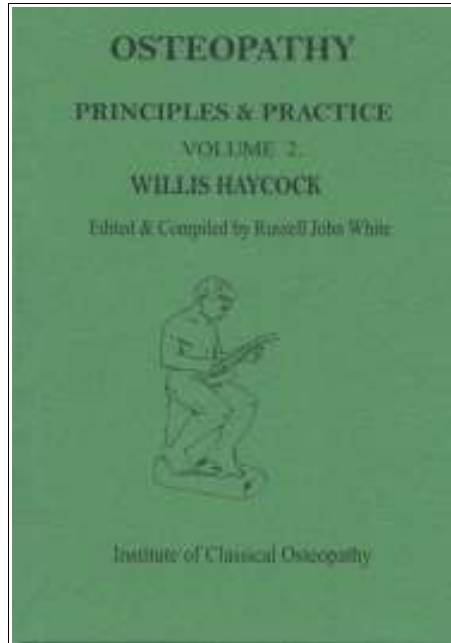 OSTEOPATHY
PRINCIPLES & PRACTICE
VOLUME 2.
WILLIS HAYCOCK
Edited & Compiled by Russell John White
Institute of Classical Osteopathy